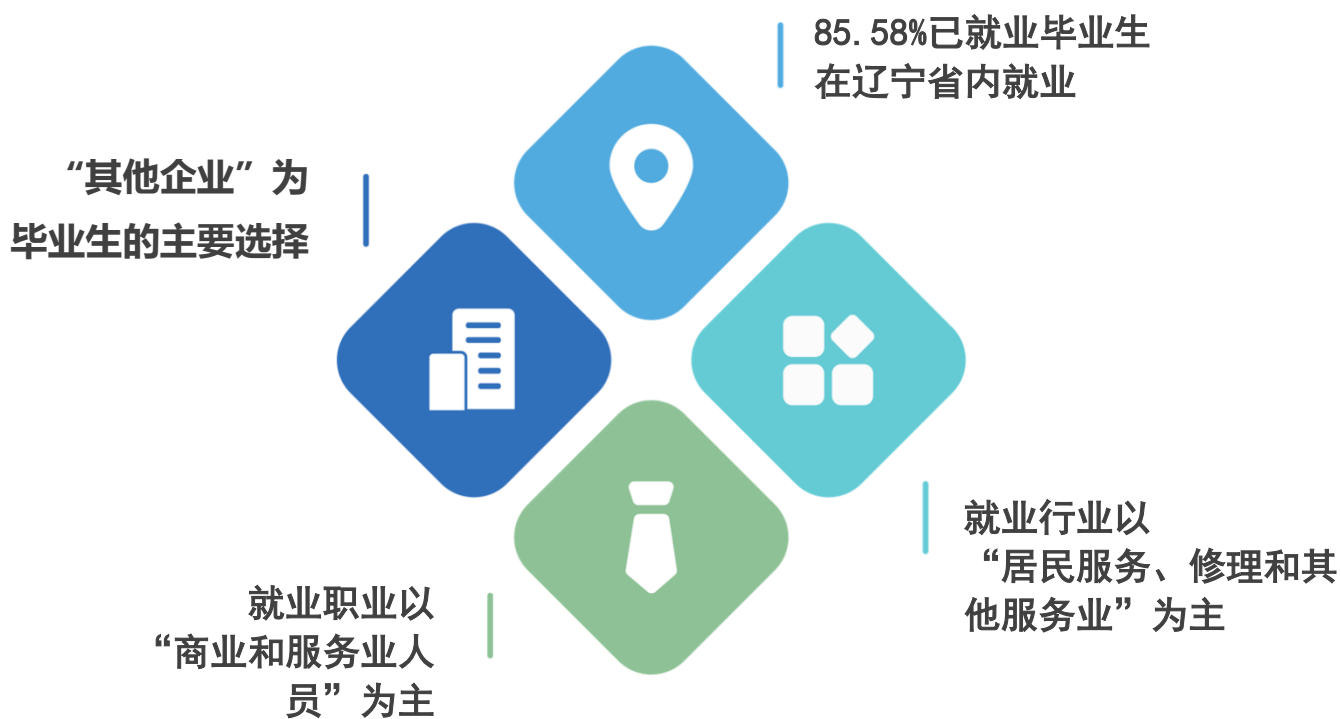 85.58%已就业毕业生
在辽宁省内就业
“其他企业”为
毕业生的主要选择
就业行业以
“居民服务、修理和其
他服务业”为主
就业职业以
“商业和服务业人
员”为主